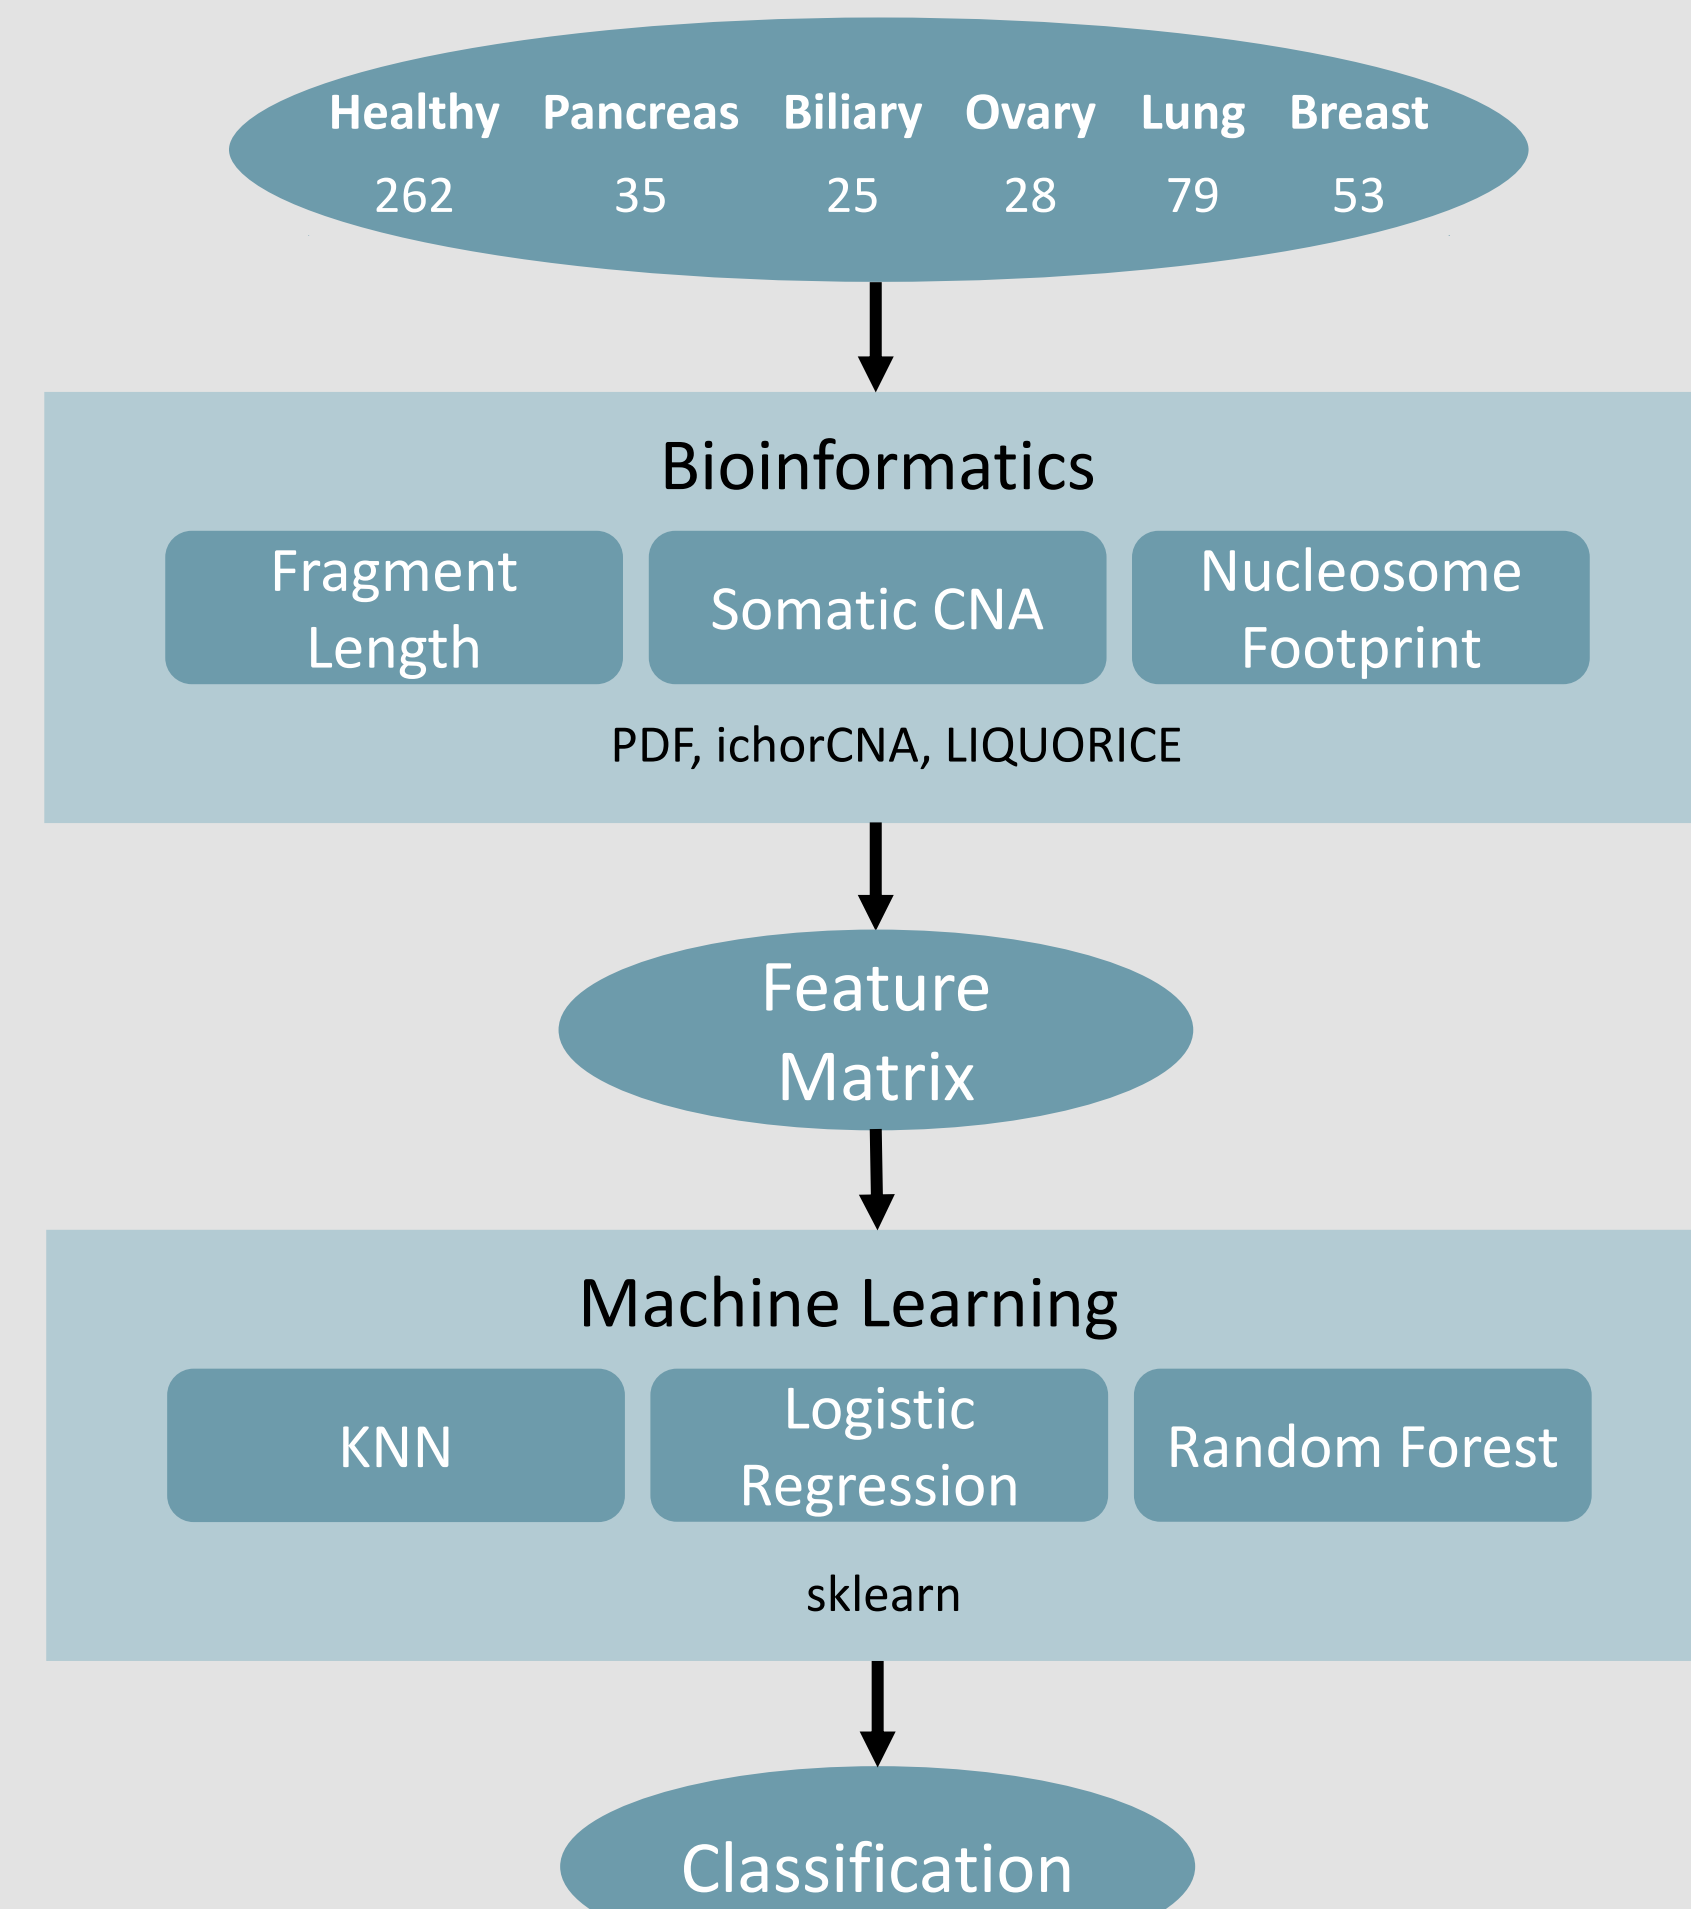 Healthy Pancreas Biliary Ovary Lung Breast
262 35 25 28 79 53
Bioinformatics
Fragment
Length
Somatic CNA
Nucleosome
Footprint
PDF, ichorCNA, LIQUORICE
Feature
Matrix
Machine Learning
KNN
Logistic
Regression
Random Forest
sklearn
Classification